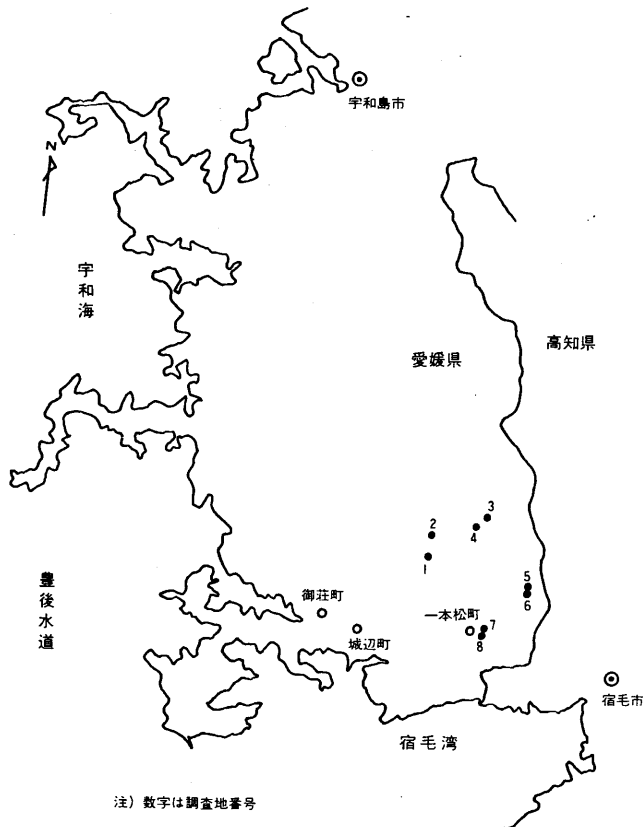 宇和島市
N
宇和海
愛媛県
高知県
3
4
2
1
5
6
豊後水道
御荘町
城辺町
一本松町
7
8
宿毛市
宿毛湾
注) 数字は調査地番号